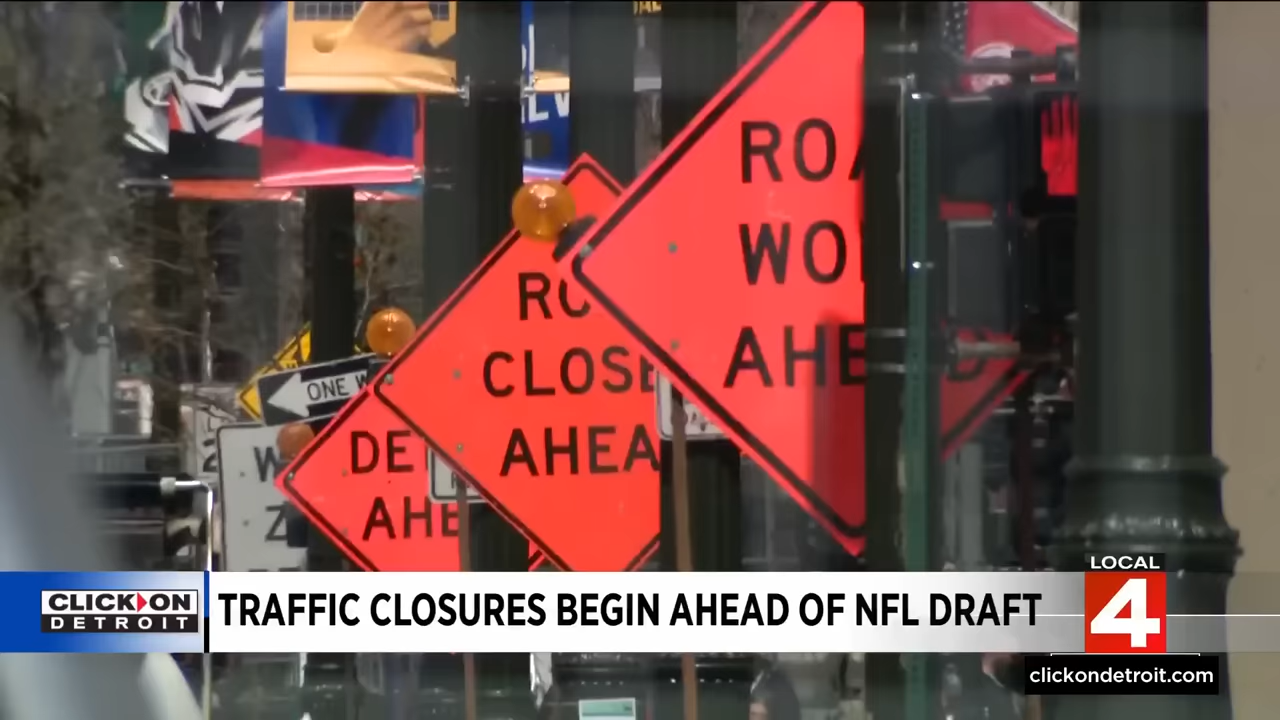 ROA
WO
AHE
D
RO
CLOSE
AHEA
ONE W
DE
AHE
W
Z
CLICK ON
DETROIT
TRAFFIC CLOSURES BEGIN AHEAD OF NFL DRAFT
LOCAL
4
clickondetroit.com